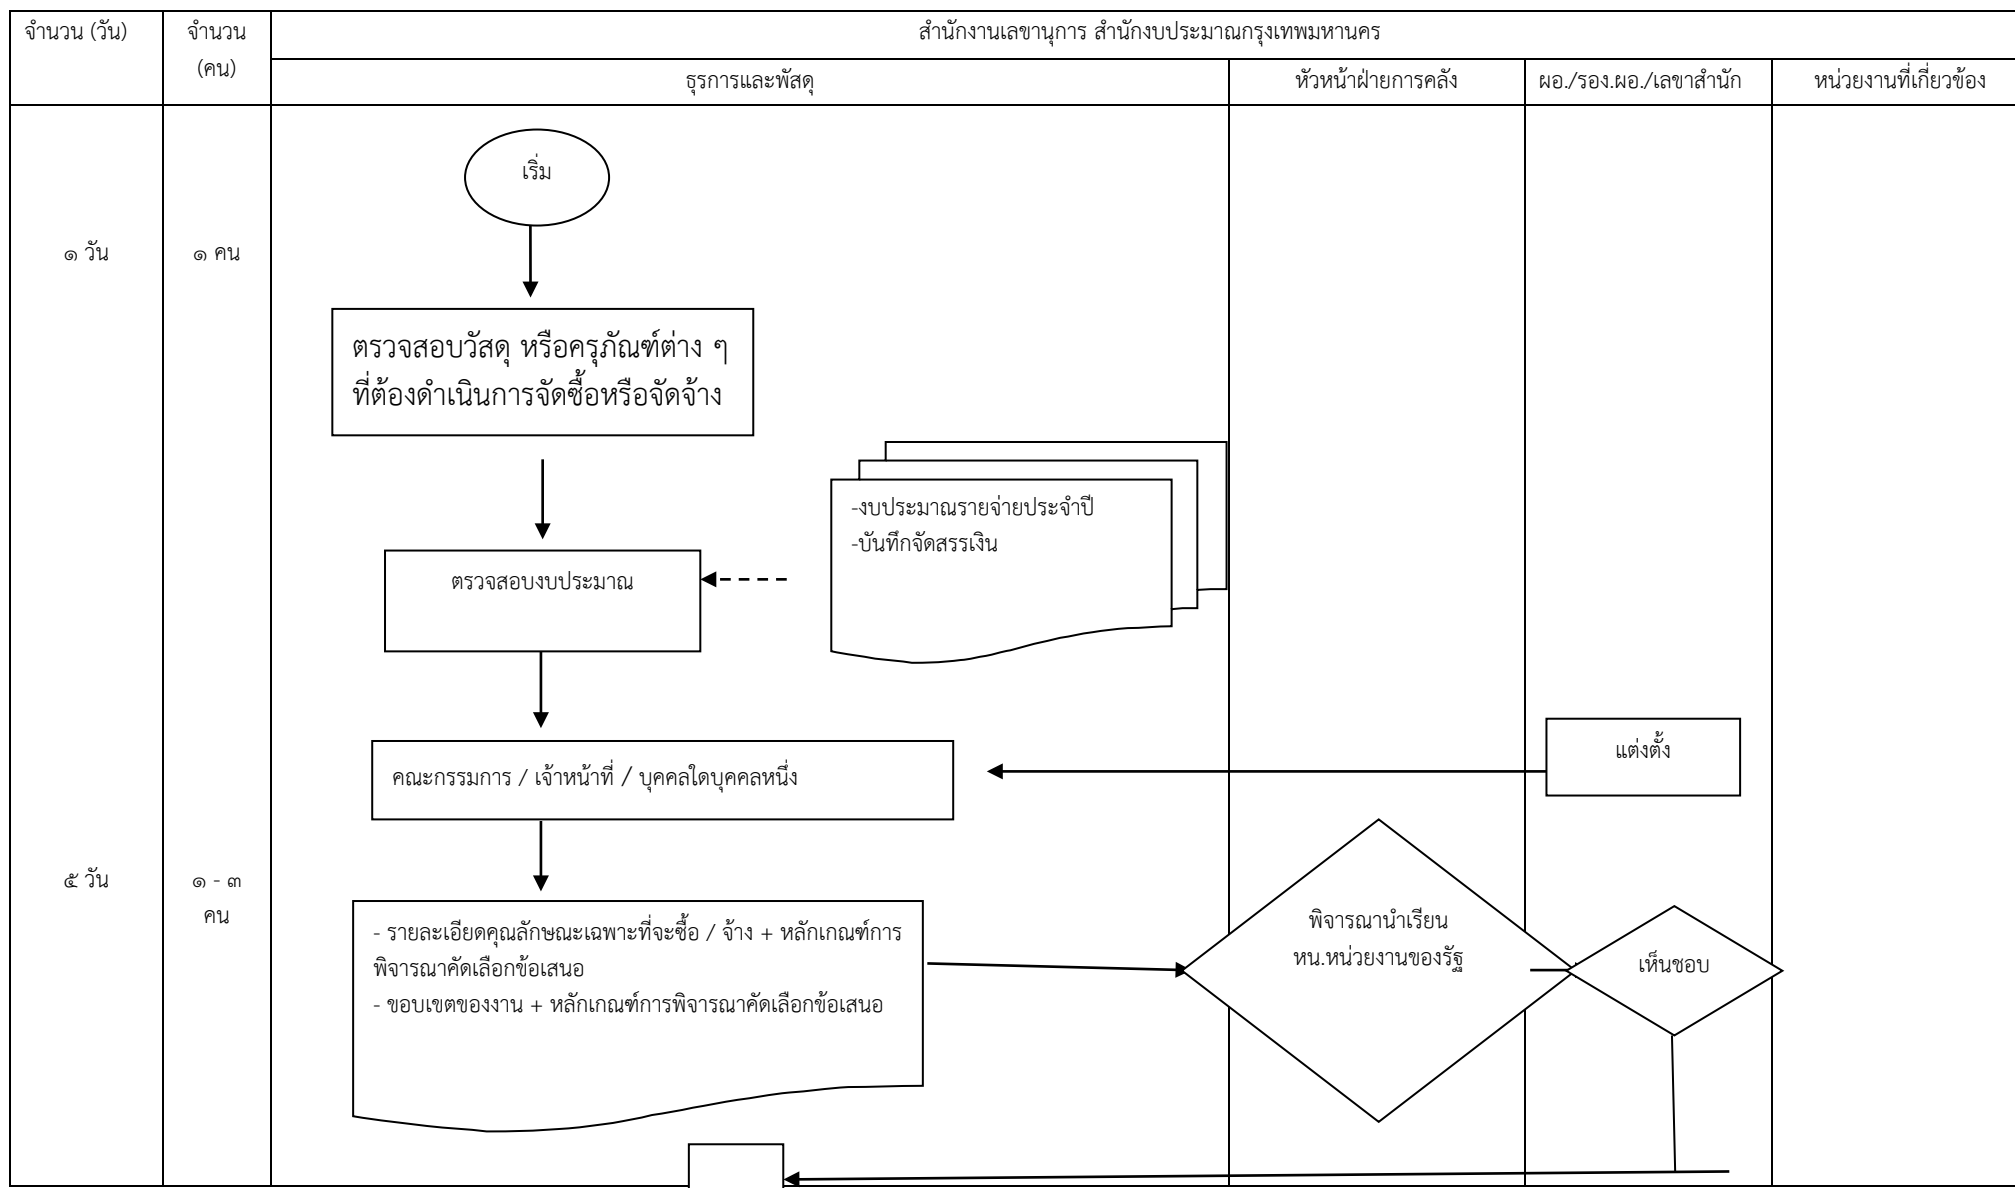 จำนวน (วัน)
จำนวน
(คน)
สำนักงานเลขานุการ สำนักงบประมาณกรุงเทพมหานคร
ธุรการและพัสดุ
หัวหน้าฝ่ายการคลัง
ผอ./รอง.ผอ./เลขาสำนัก
หน่วยงานที่เกี่ยวข้อง
เริ่ม
๑ วัน
๑ คน
ตรวจสอบวัสดุ หรือครุภัณฑ์ต่าง ๆ
ที่ต้องดำเนินการจัดซื้อหรือจัดจ้าง
-งบประมาณรายจ่ายประจำปี
-บันทึกจัดสรรเงิน
ตรวจสอบงบประมาณ
แต่งตั้ง
คณะกรรมการ / เจ้าหน้าที่ / บุคคลใดบุคคลหนึ่ง
๕ วัน
๑ - ๓
คน
- รายละเอียดคุณลักษณะเฉพาะที่จะซื้อ / จ้าง + หลักเกณฑ์การ
พิจารณาคัดเลือกข้อเสนอ
- ขอบเขตของงาน + หลักเกณฑ์การพิจารณาคัดเลือกข้อเสนอ
พิจารณานำเรียน
หน.หน่วยงานของรัฐ
เห็นชอบ